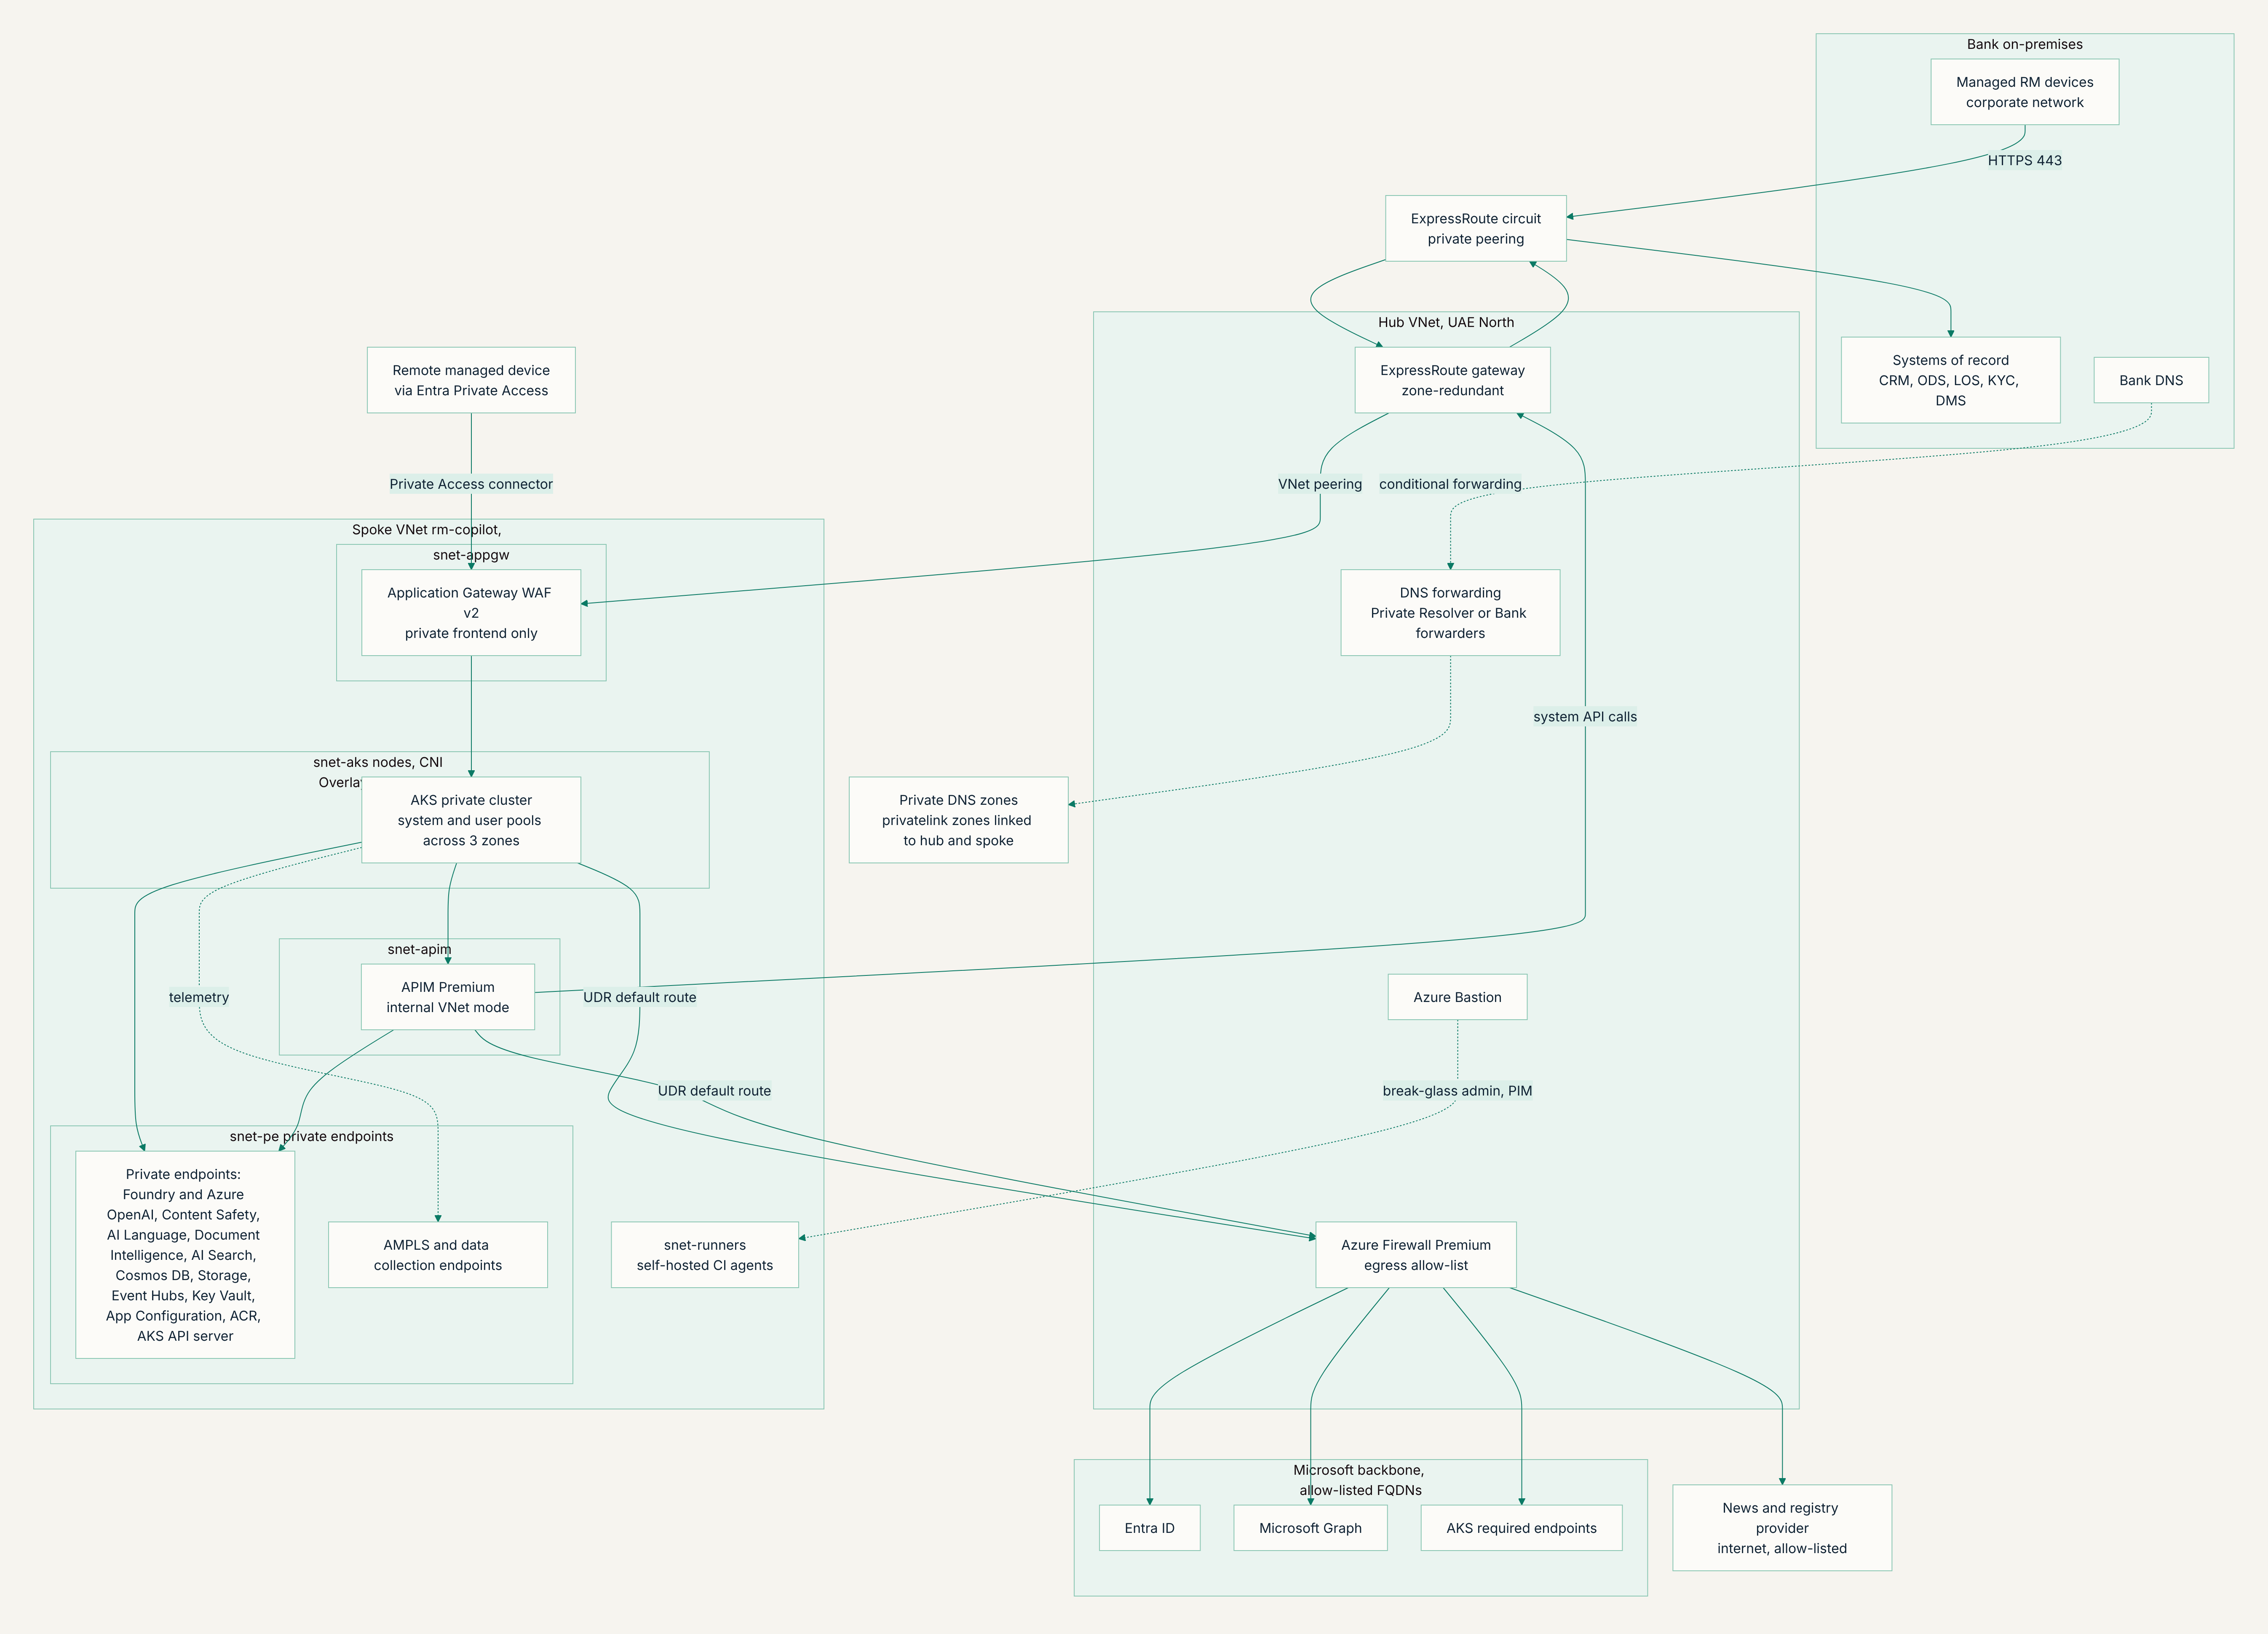 Bank on-premises
Managed RM devices
corporate network
HTTPS 443
ExpressRoute circuit
private peering
Hub VNet, UAE North
Remote managed device
via Entra Private Access
ExpressRoute gateway
zone-redundant
Systems of record
CRM, ODS, LOS, KYC,
DMS
Bank DNS
Private Access connector
VNet peering
conditional forwarding
Spoke VNet rm-copilot,
snet-appgw
Application Gateway WAF
v2
private frontend only
DNS forwarding
Private Resolver or Bank
forwarders
system API calls
snet-aks nodes, CNI
AKS private cluster
system and user pools
across 3 zones
Private DNS zones
privatelink zones linked
to hub and spoke
snet-apim
APIM Premium
internal VNet mode
telemetry
UDR default route
Azure Bastion
UDR default route
break-glass admin, PIM
snet-pe private endpoints
Private endpoints:
Foundry and Azure
OpenAI, Content Safety,
AI Language, Document
Intelligence, AI Search,
Cosmos DB, Storage,
Event Hubs, Key Vault,
App Configuration, ACR,
AKS API server
AMPLS and data
collection endpoints
snet-runners
self-hosted CI agents
Azure Firewall Premium
egress allow-list
Microsoft backbone,
allow-listed FQDNs
Entra ID
Microsoft Graph
AKS required endpoints
News and registry
provider
internet, allow-listed